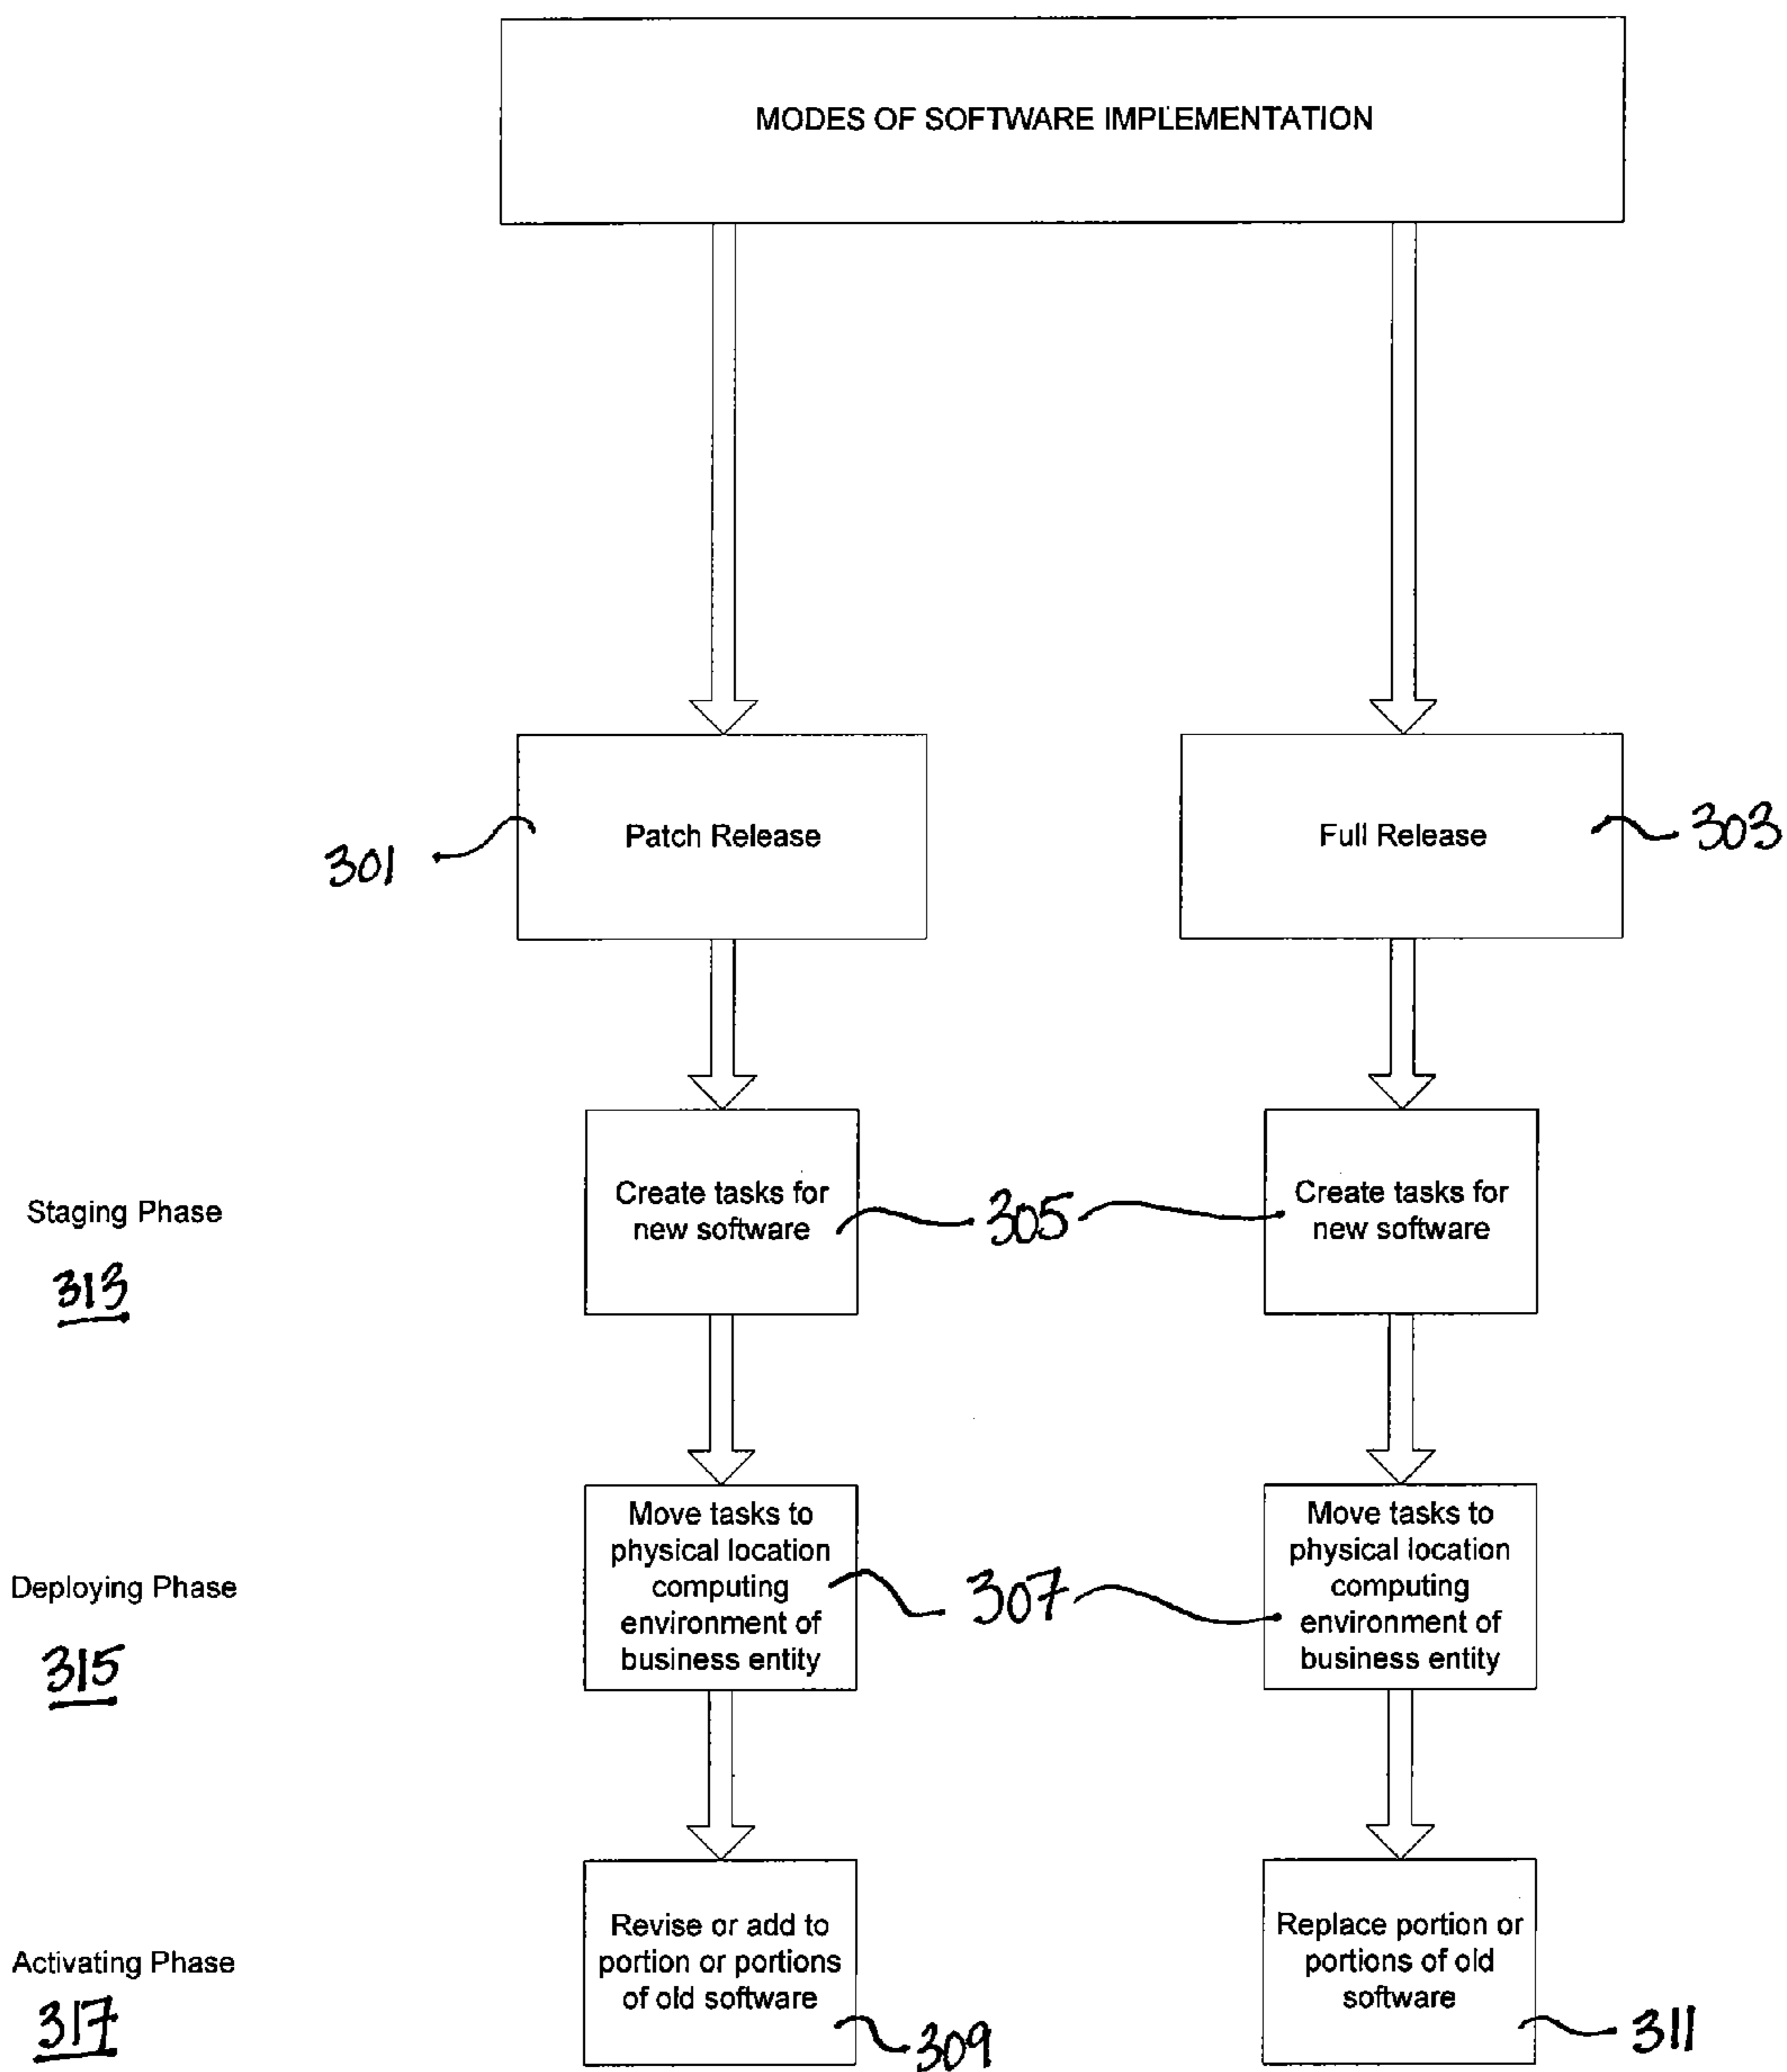 MODES OF SOFTWARE IMPLEMENTATION
301
Patch Release
Full Release
303
Staging Phase
313
Create tasks for
new software
305
Create tasks for
new software
Deploying Phase
315
Move tasks to
physical location
computing
environment of
business entity
307
Move tasks to
physical location
computing
environment of
business entity
Activating Phase
317
Revise or add to
portion or portions
of old software
309
Replace portion or
portions of old
software
311